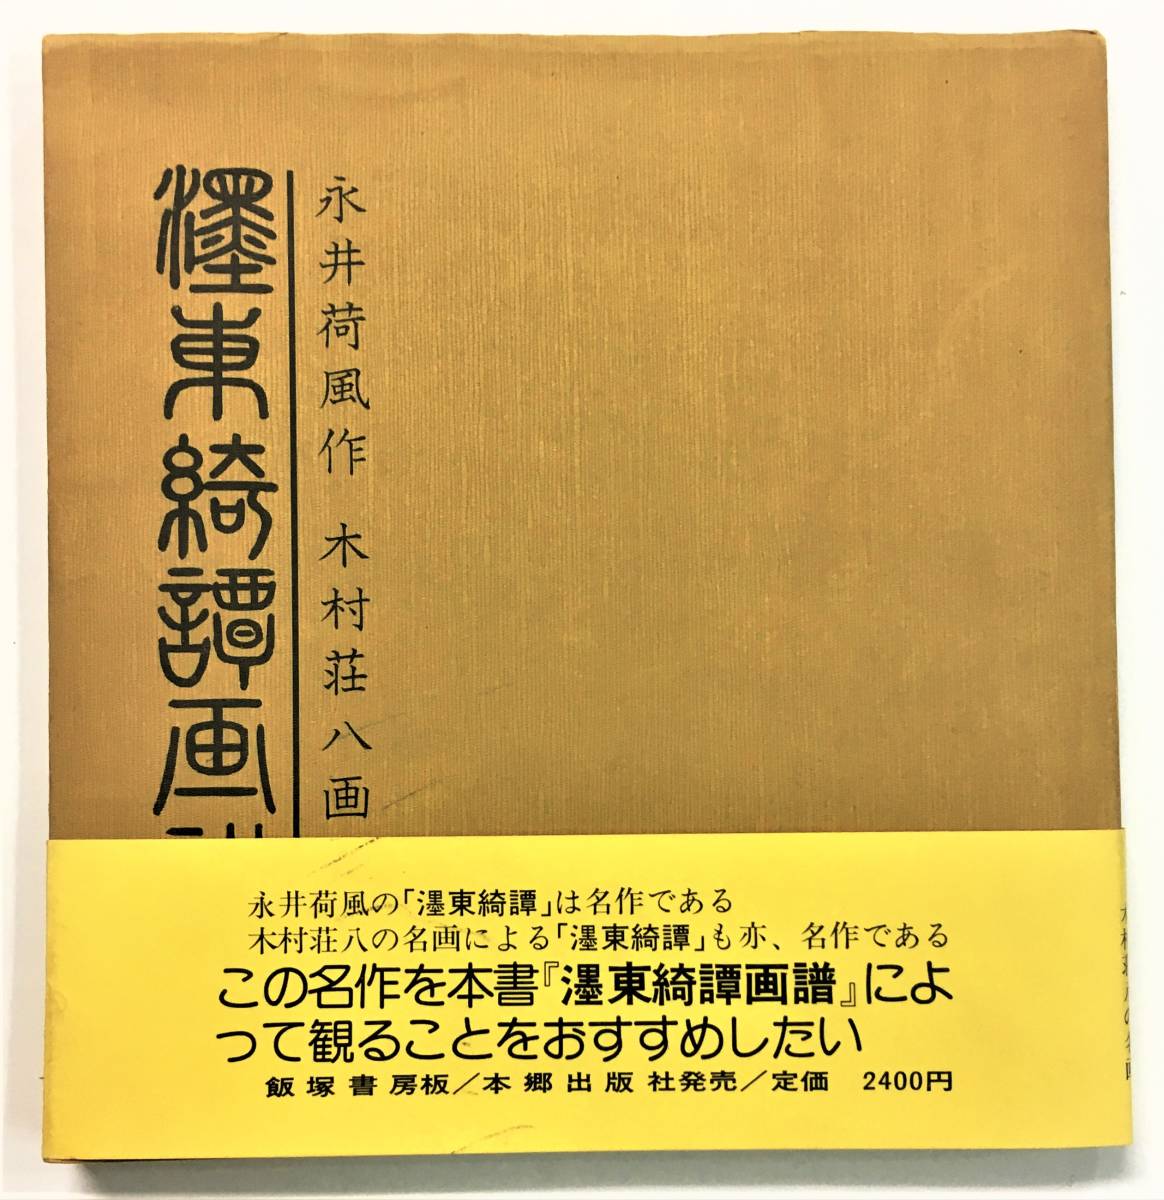 永井荷風作 木村荘八画
濹東綺譚画
永井荷風の「濹東綺譚」は名作である
木村荘八の名画による「濹東綺譚」も亦、名作である
この名作を本書『濹東綺譚画譜』によ
って観ることをおすすめしたい
飯塚書房板/本郷出版社発売/定価 2400円